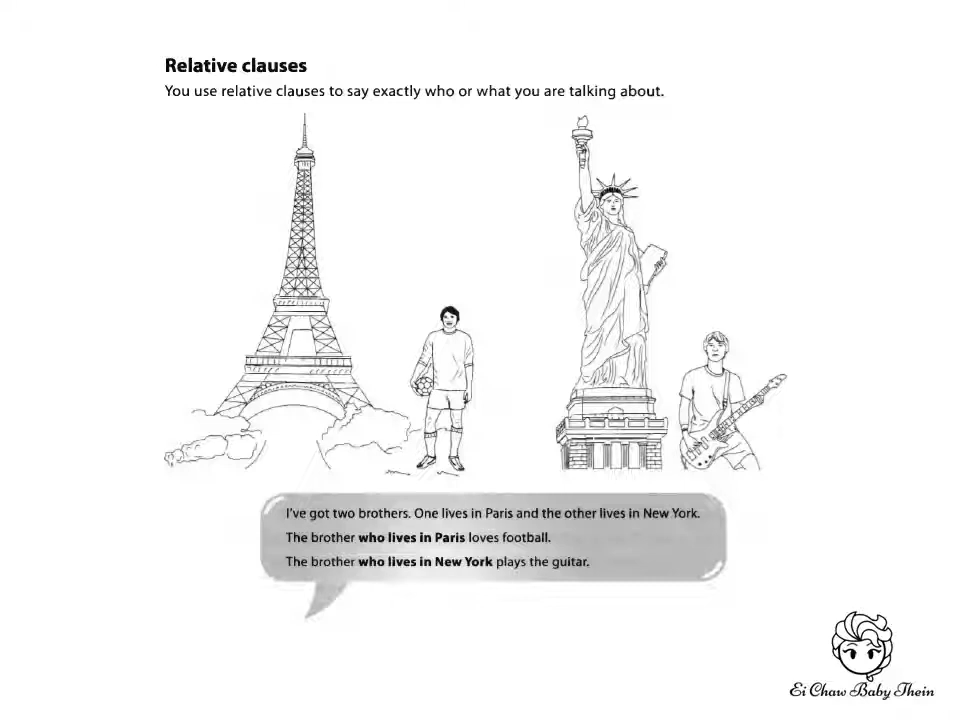 Relative clauses
You use relative clauses to say exactly who or what you are talking about.
I've got two brothers. One lives in Paris and the other lives in New York.
The brother who lives in Paris loves football.
The brother who lives in New York plays the guitar.
Ei Chaw Baby Thein